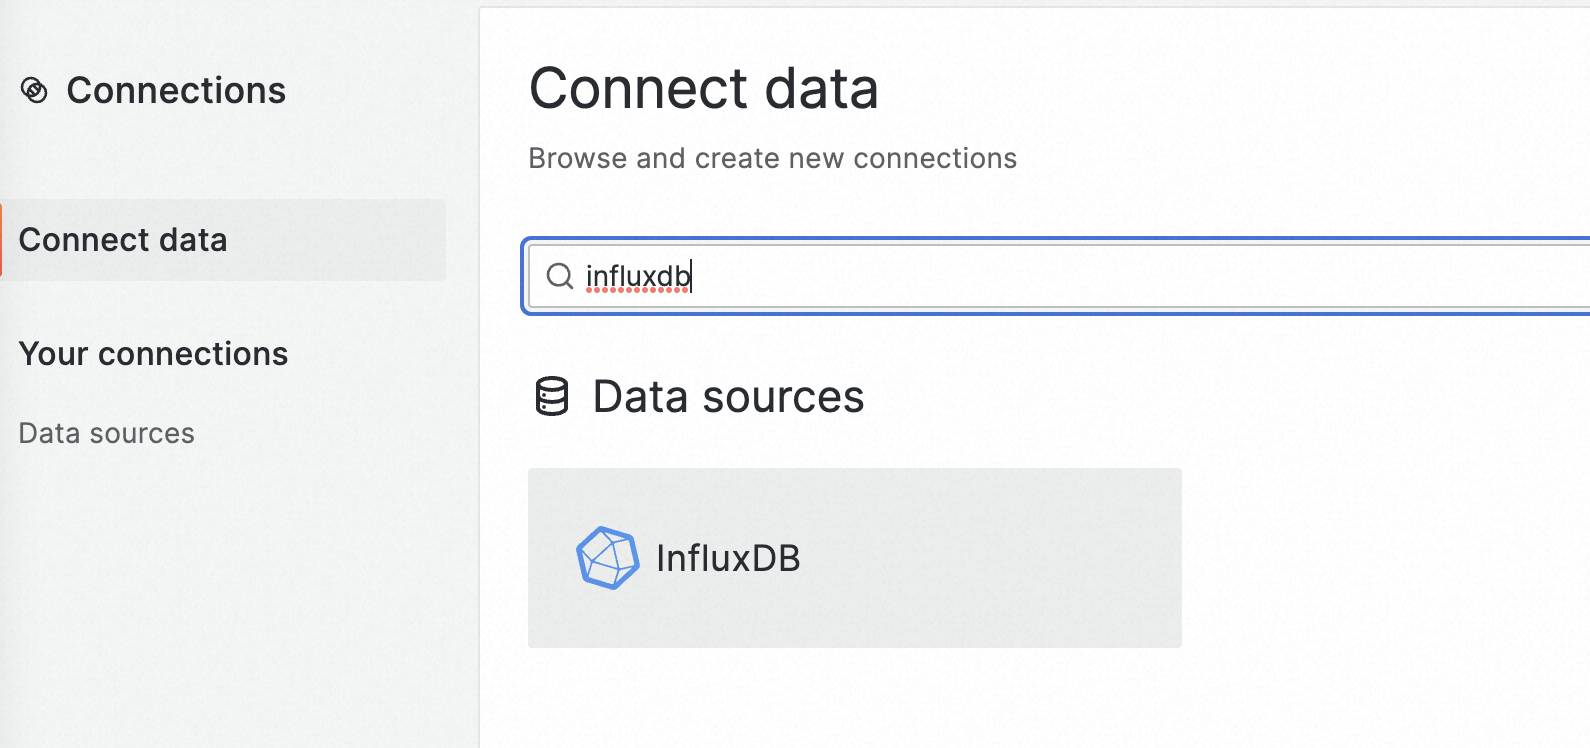 Connections
Connect data
Your connections
Data sources
Connect data
Browse and create new connections
influxdb
Data sources
InfluxDB